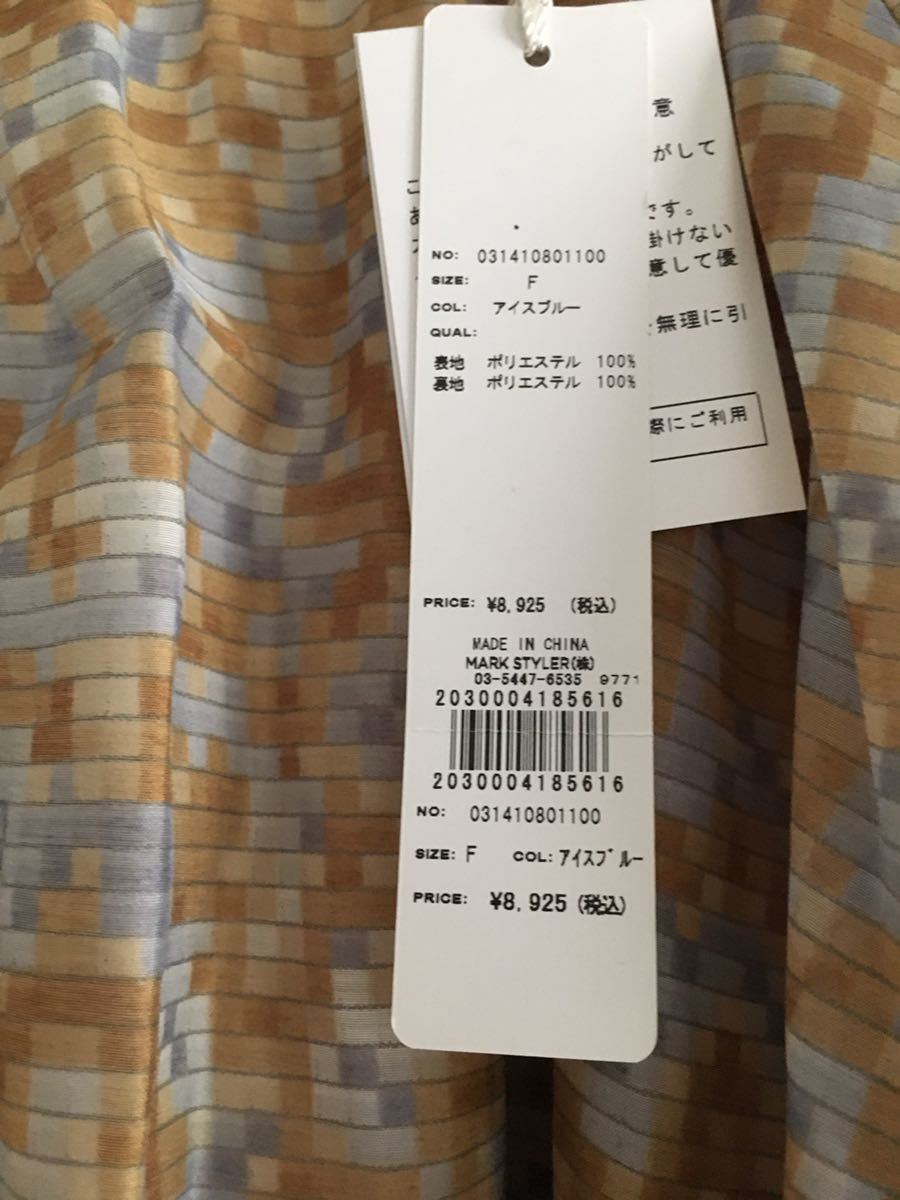 NO: 031410801100
SIZE: F
COL: アイスブルー
QUAL:
表地 ポリエステル 100%
裏地 ポリエステル 100%
PRICE: ¥8,925 (税込)
MADE IN CHINA
MARK STYLER(株)
03-5447-6535 9771
2030004185616
2030004185616
NO: 031410801100
SIZE: F COL: アイスブルー
PRICE: ¥8,925 (税込)
意
がして
です。
掛けない
意して優
無理に引
際にご利用